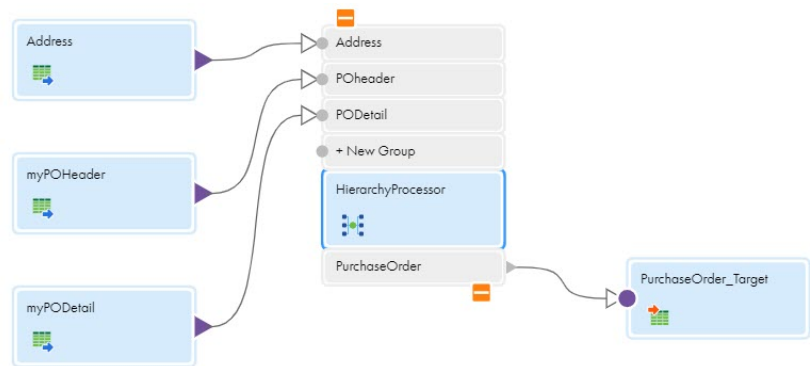 Address
myPOHeader
myPODetail
Address
POheader
PODetail
+ New Group
HierarchyProcessor
PurchaseOrder
PurchaseOrder_Target